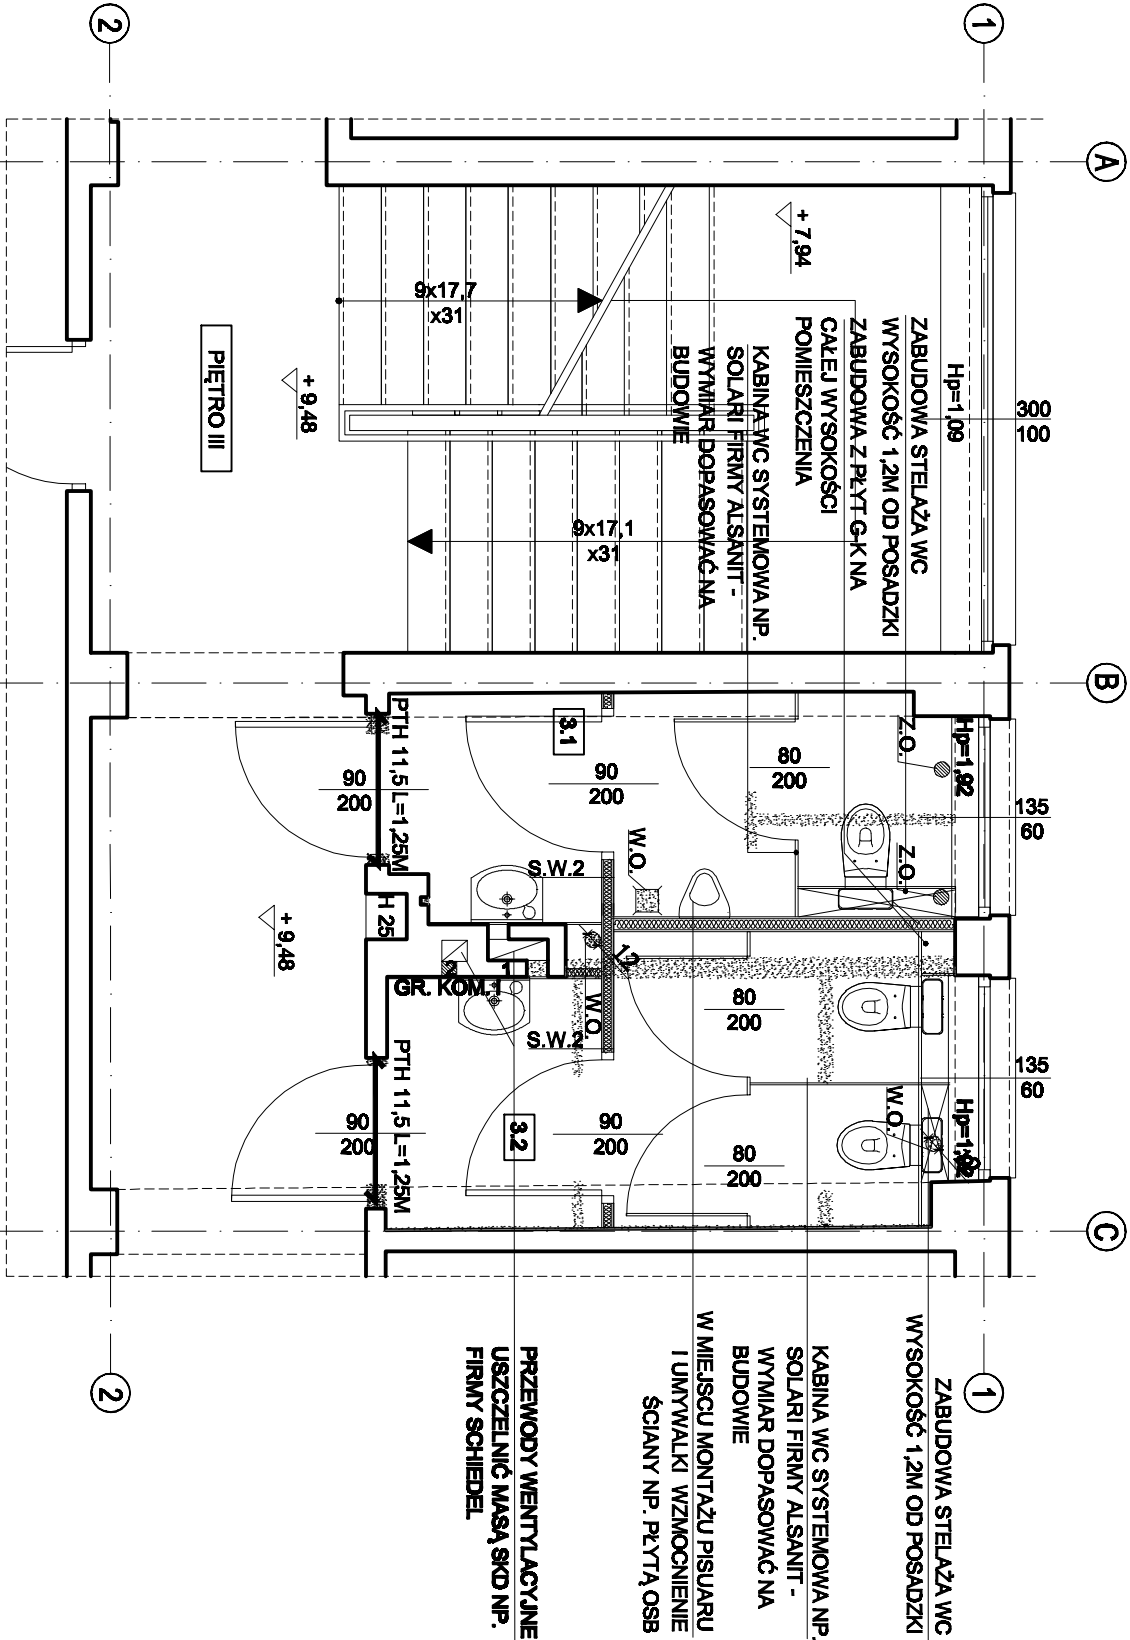 2
1
A
B
C
2
1
+ 7,94
9x17,7
x31
9x17,1
x31
+ 9,48
PIĘTRO III
Hp=1,09
300
100
ZABUDOWA STELAŻA WC
WYSOKOŚĆ 1,2M OD POSADZKI
ZABUDOWA Z PŁYT G-K NA
CAŁEJ WYSOKOŚCI
POMIESZCZENIA
KABINA WC SYSTEMOWA NP.
SOLARI FIRMY ALSANIT -
WYMIAR DOPASOWAĆ NA
BUDOWIE
Hp=1,92
135
60
Z.O.
Z.O.
80
200
3.1
90
200
90
200
PTH 11,5 L=1,25M
W.O.
S.W.2
H 25
+ 9,48
12
GR. KOM. 1
W.O.
S.W.2
80
200
135
60
W.O.
80
200
3.2
90
200
90
200
PTH 11,5 L=1,25M
ZABUDOWA STELAŻA WC
WYSOKOŚĆ 1,2M OD POSADZKI
KABINA WC SYSTEMOWA NP.
SOLARI FIRMY ALSANIT -
WYMIAR DOPASOWAĆ NA
BUDOWIE
W MIEJSCU MONTAŻU PISUARU
I UMYWALKI WZMOCNIENIE
ŚCIANY NP. PŁYTĄ OSB
PRZEWODY WENTYLACYJNE
USZCZELNIĆ MASĄ SKD NP.
FIRMY SCHIEDEL